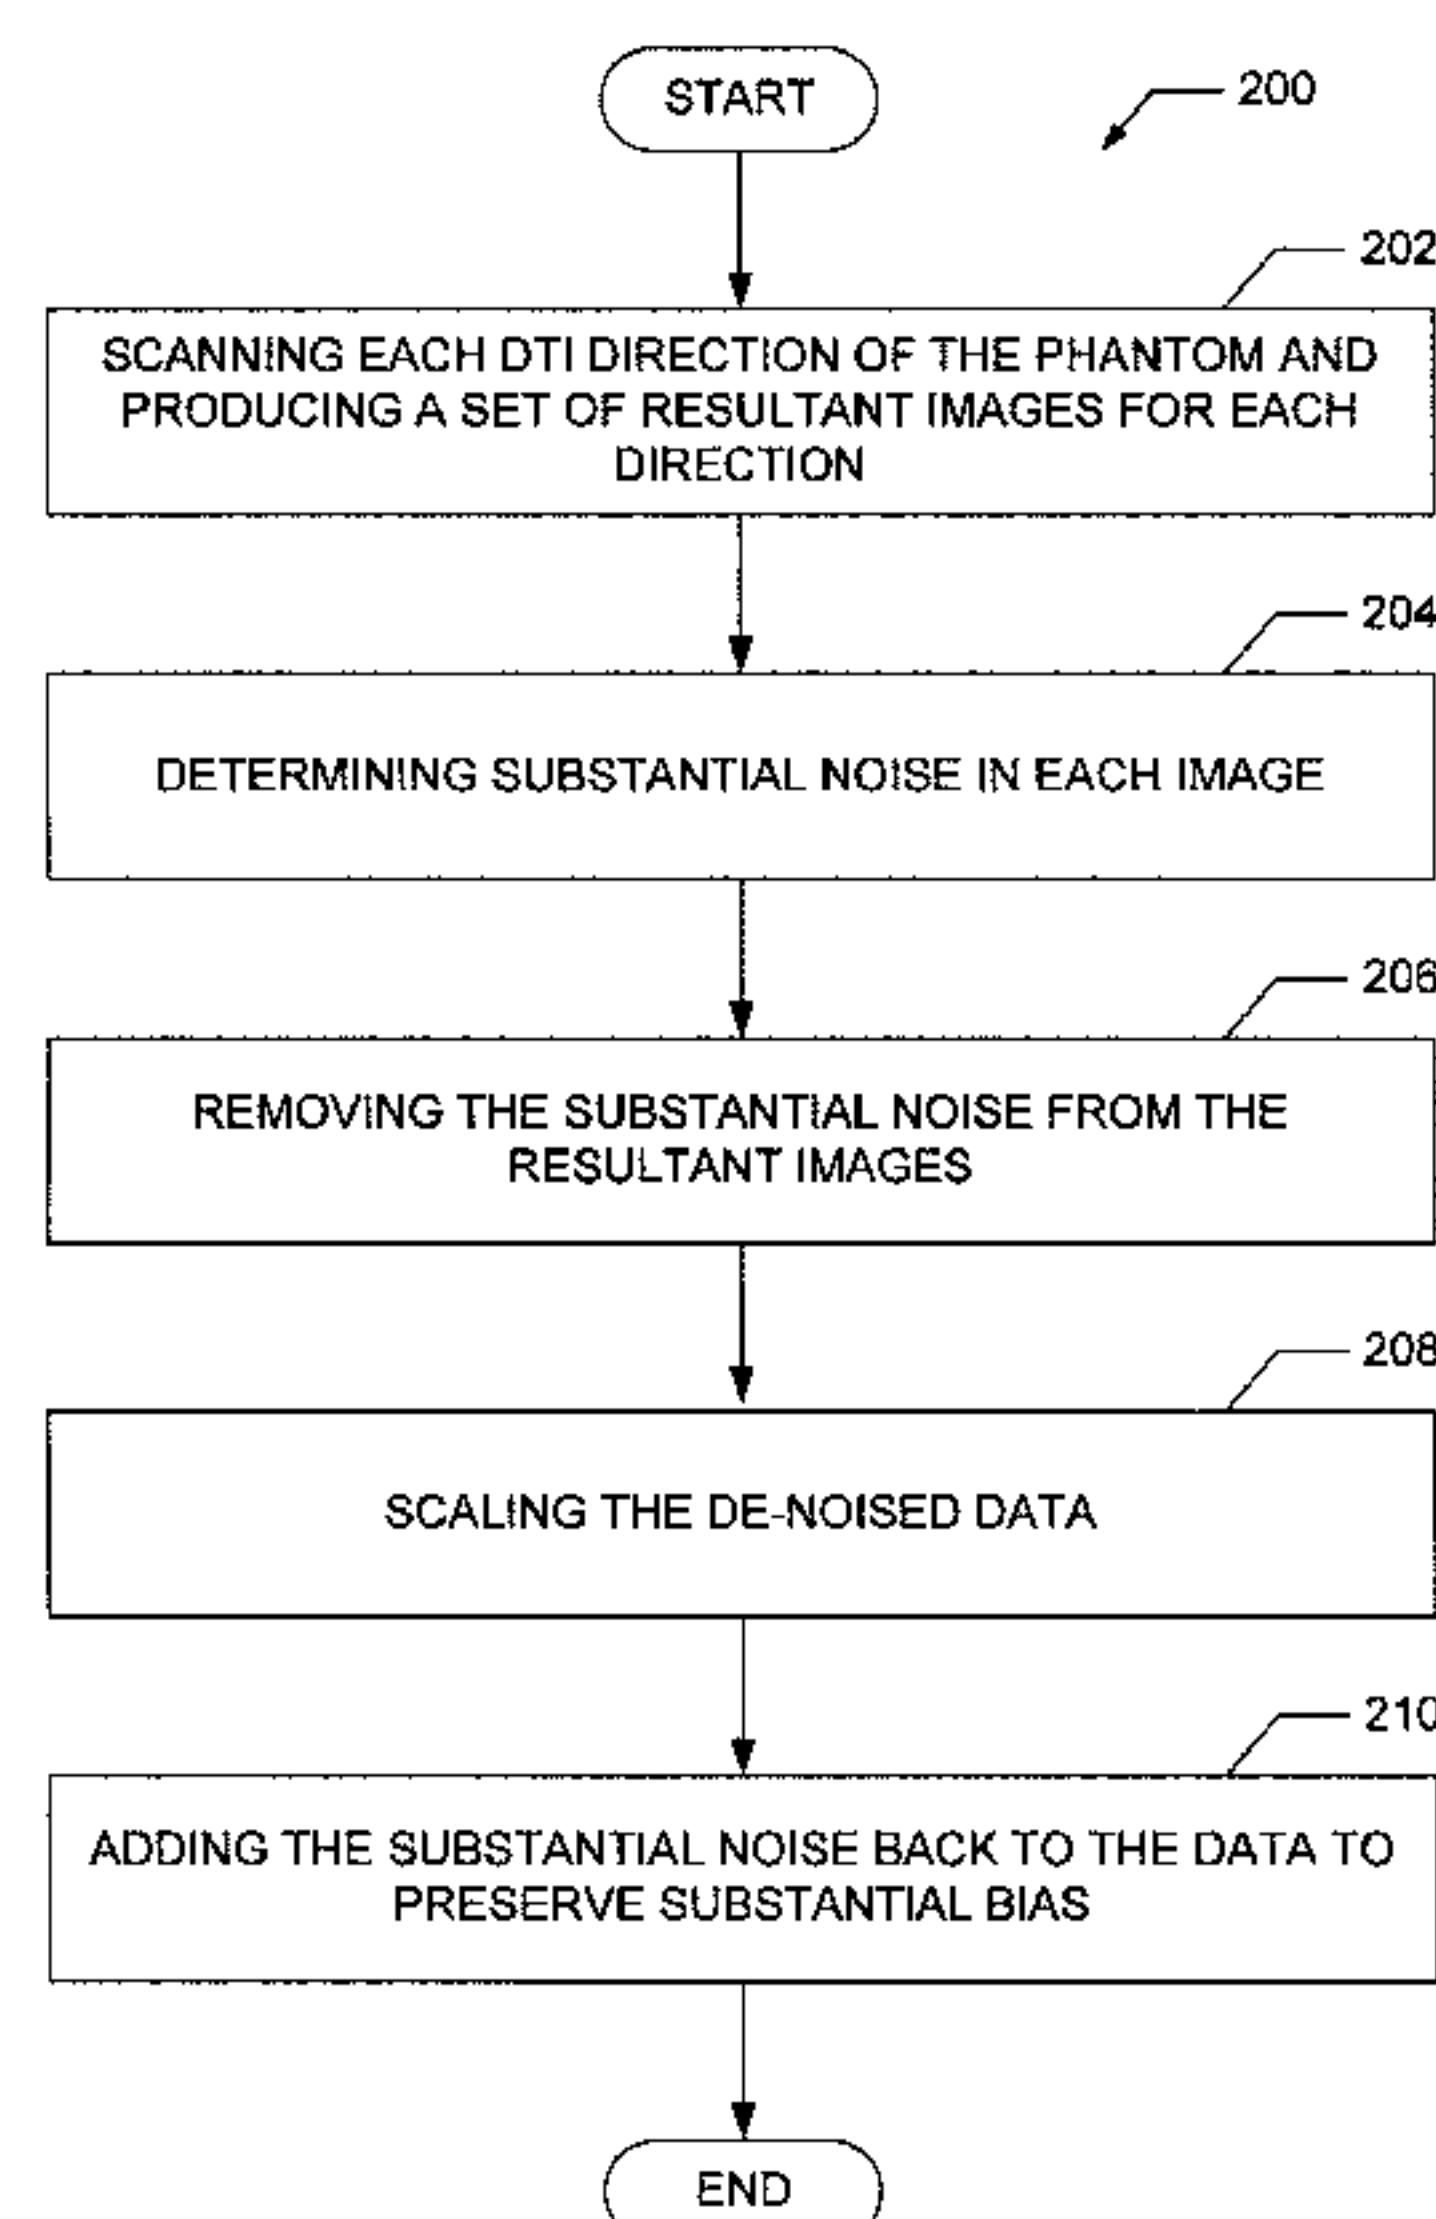 START
200
202
SCANNING EACH DTI DIRECTION OF THE PHANTOM AND
PRODUCING A SET OF RESULTANT IMAGES FOR EACH
DIRECTION
204
DETERMINING SUBSTANTIAL NOISE IN EACH IMAGE
206
REMOVING THE SUBSTANTIAL NOISE FROM THE
RESULTANT IMAGES
208
SCALING THE DE-NOISED DATA
210
ADDING THE SUBSTANTIAL NOISE BACK TO THE DATA TO
PRESERVE SUBSTANTIAL BIAS
END